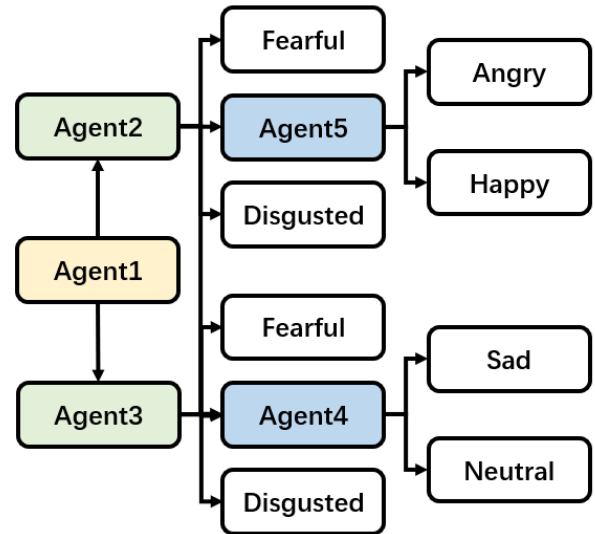 Fearful
Angry
Agent2
Agent5
Happy
Disgusted
Agent1
Fearful
Sad
Agent3
Agent4
Neutral
Disgusted